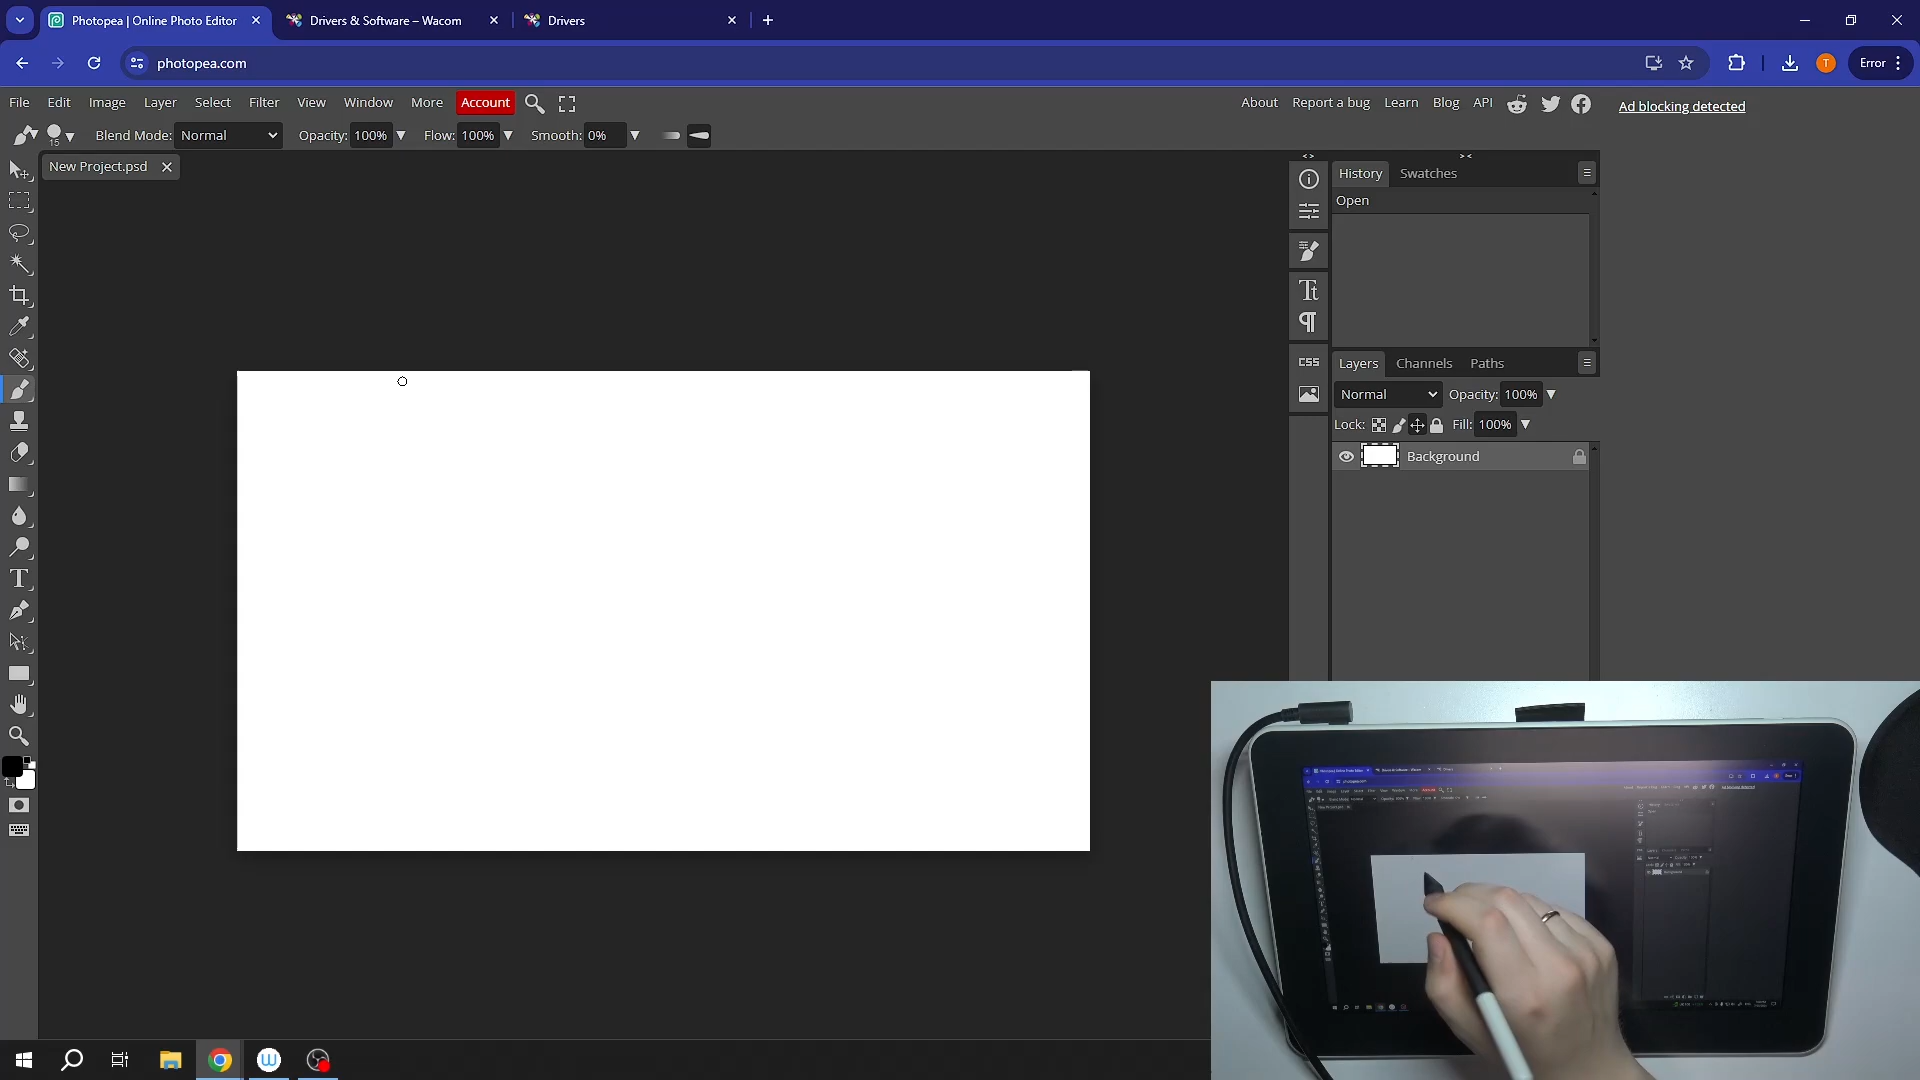 Photopea | Online Photo Editor
Drivers & Software – Wacom
Drivers
photopea.com
Error
File Edit Image Layer Select Filter View Window More Account
About Report a bug Learn Blog API
Ad blocking detected
15
Blend Mode: Normal Opacity: 100% Flow: 100% Smooth: 0%
New Project.psd
History Swatches
Open
CSS
Layers Channels Paths
Normal Opacity: 100%
Lock: Fill: 100%
Background